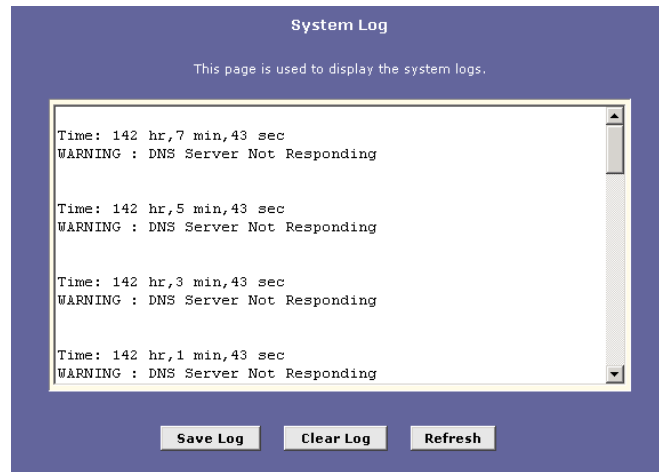 System Log
This page is used to display the system logs.
Time: 142 hr,7 min,43 sec
WARNING : DNS Server Not Responding
Time: 142 hr,5 min,43 sec
WARNING : DNS Server Not Responding
Time: 142 hr,3 min,43 sec
WARNING : DNS Server Not Responding
Time: 142 hr,1 min,43 sec
WARNING : DNS Server Not Responding
Save Log Clear Log Refresh